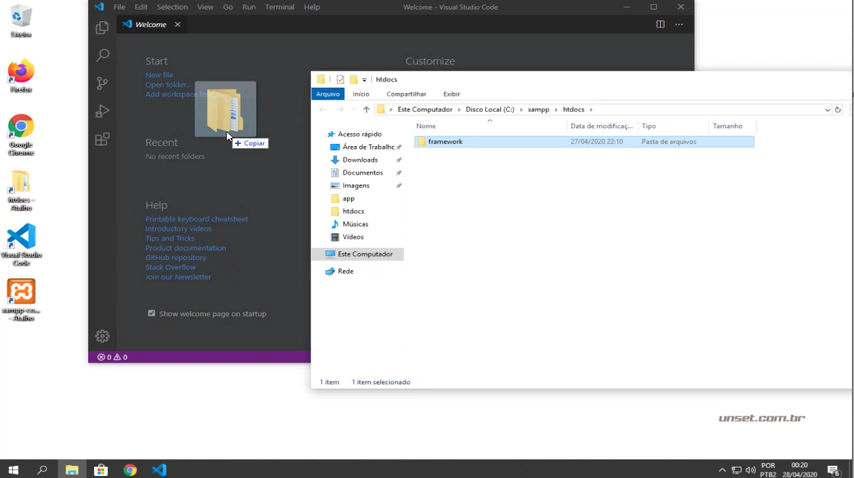 File Edit Selection View Go Run Terminal Help
Welcome - Visual Studio Code
Welcome
Start
New file
Open folder...
Add workspace
Customize
Copiar
Recent
No recent folders
Help
Printable keyboard cheatsheet
Introductory videos
Tips and Tricks
Product documentation
GitHub repository
Stack Overflow
Join our Newsletter
Show welcome page on startup
0 0
Lixeira
Firefox
Google
Chrome
htdocs -
Atalho
Visual Studio
Code
xampp-co...
- Atalho
htdocs
Arquivo Início Compartilhar Exibir
Este Computador > Disco Local (C:) > xampp > htdocs >
Nome Data de modificaç... Tipo Tamanho
framework 27/04/2020 22:10 Pasta de arquivos
Acesso rápido
Área de Trabalho
Downloads
Documentos
Imagens
app
htdocs
Músicas
Vídeos
Este Computador
Rede
1 item 1 item selecionado
unset.com.br
POR 00:20
PTB2 28/04/2020
6